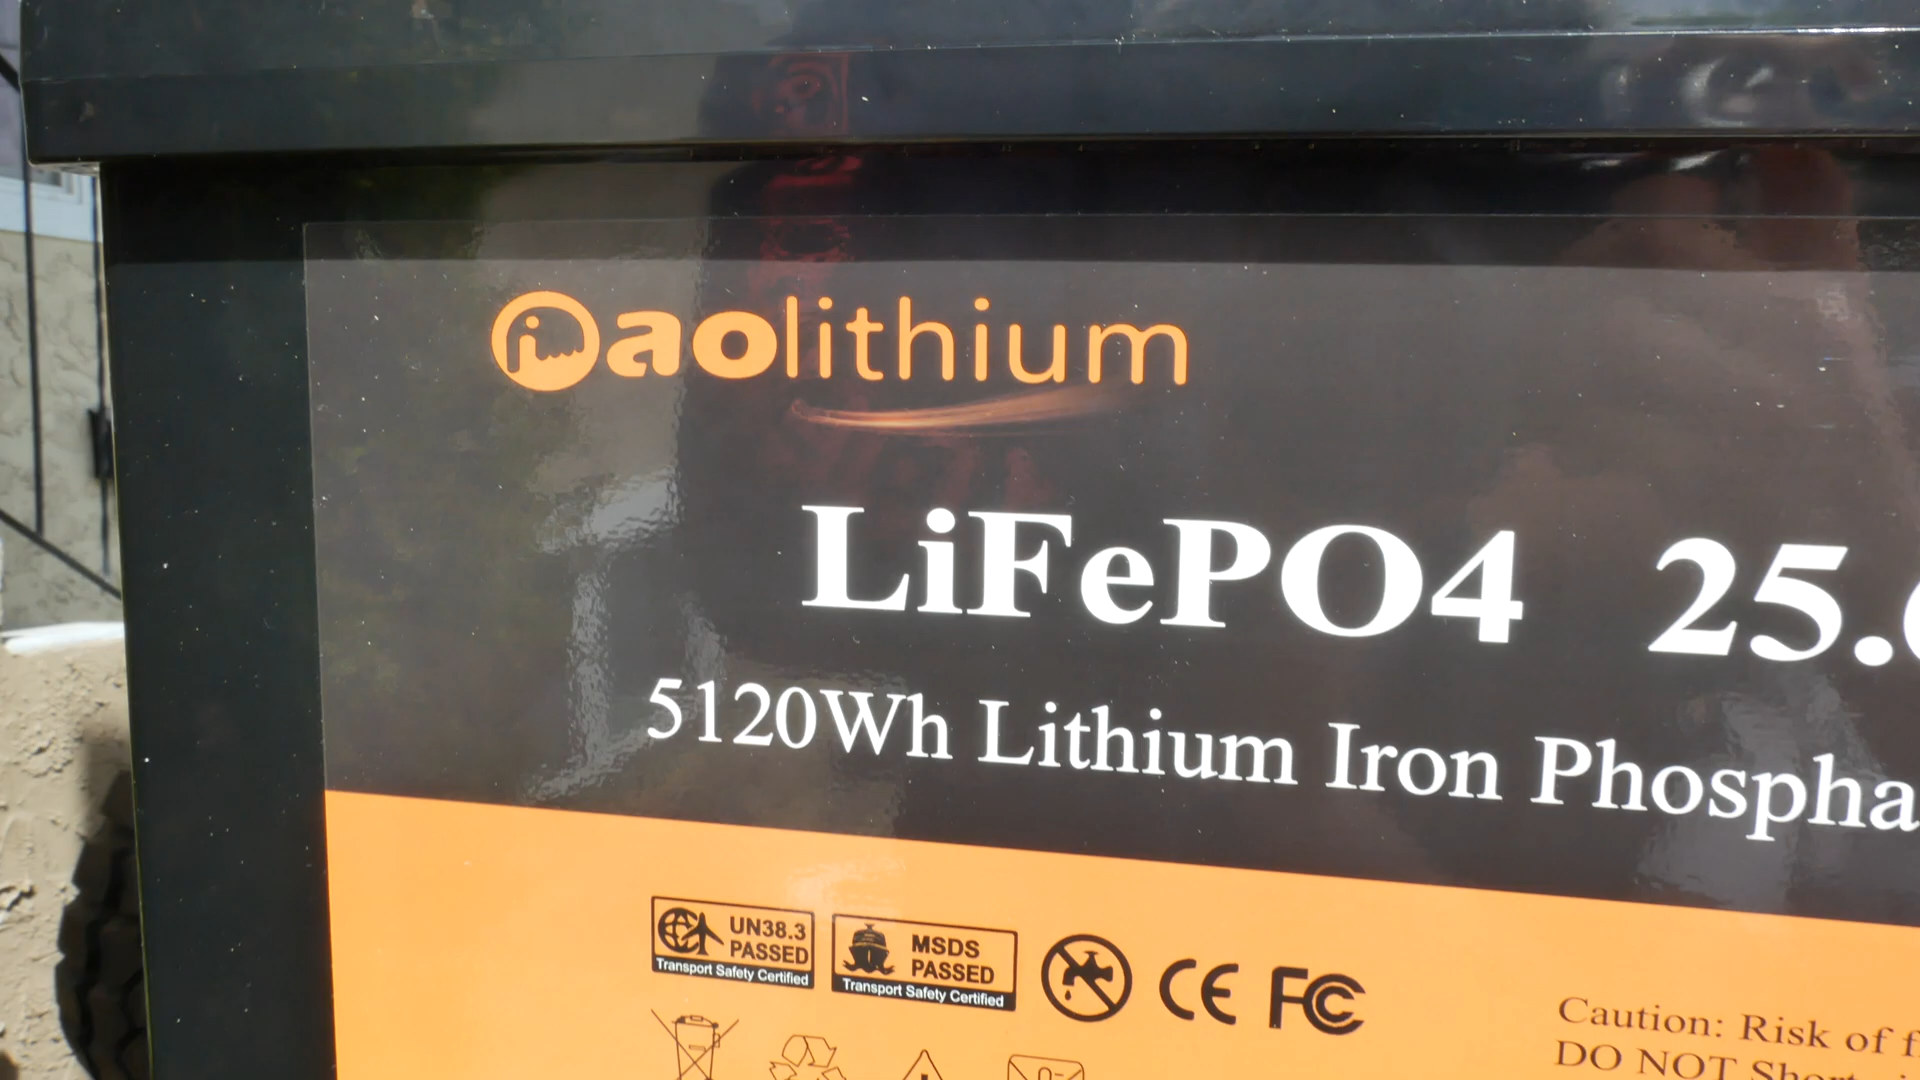 aolithium
LiFePO4 25.
5120Wh Lithium Iron Phospha
UN38.3
PASSED
Transport Safety Certified
MSDS
PASSED
Transport Safety Certified
CE FC
Caution: Risk of f
DO NOT Short